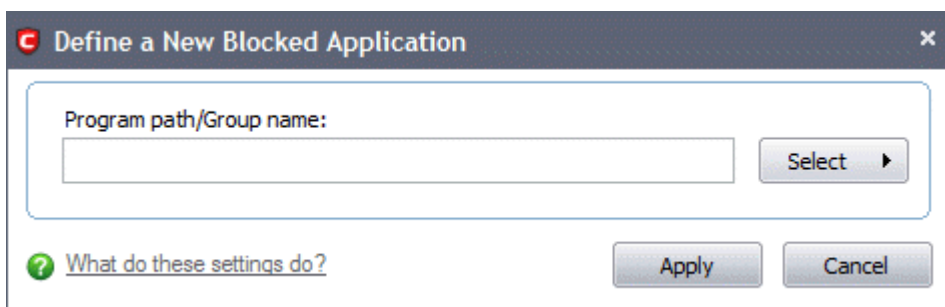 Define a New Blocked Application
Program path/Group name:
Select
What do these settings do?
Apply
Cancel